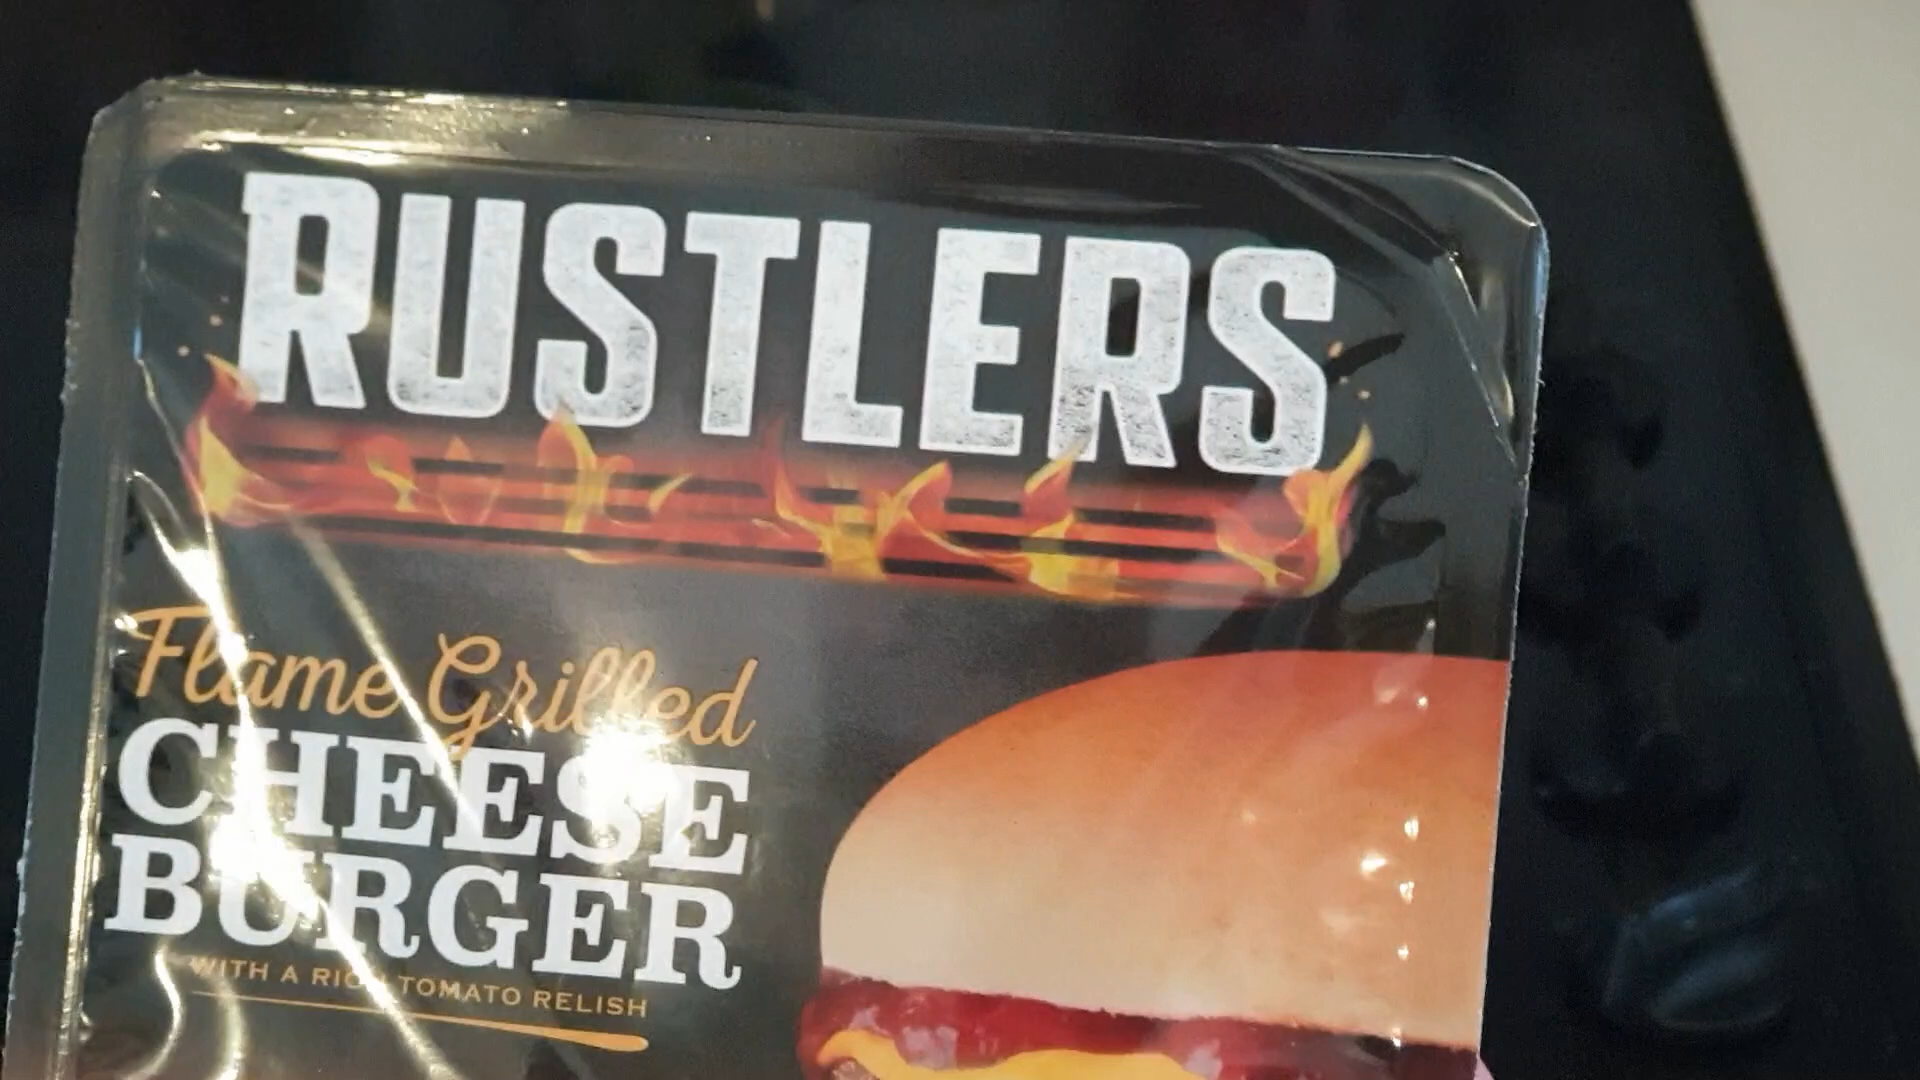 RUSTLERS
Flame Grilled
CHEESE
BURGER
WITH A RICH TOMATO RELISH